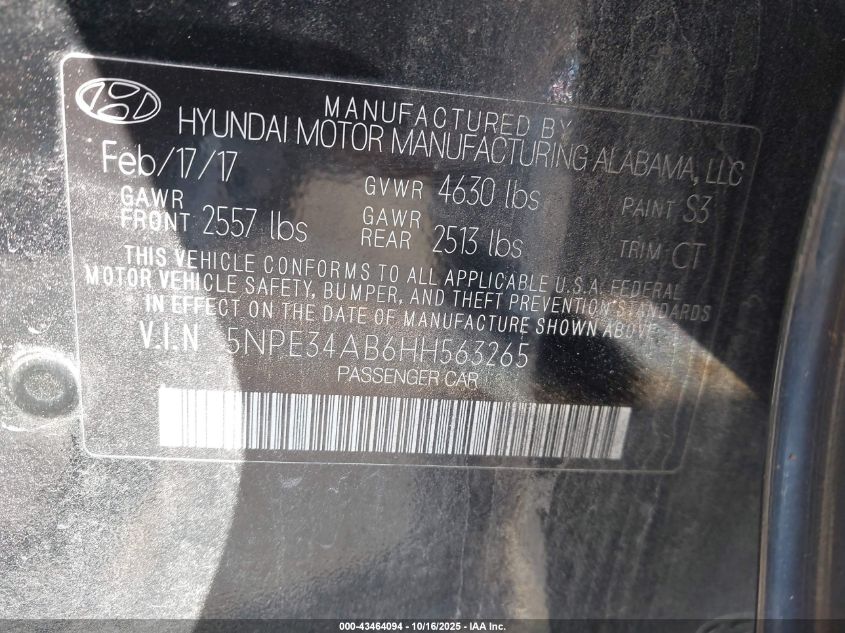 MANUFACTURED BY
HYUNDAI MOTOR MANUFACTURING ALABAMA, LLC
Feb/17/17
GVWR 4630 lbs
PAINT S3
GAWR FRONT 2557 lbs
GAWR REAR 2513 lbs
TRIM CT
THIS VEHICLE CONFORMS TO ALL APPLICABLE U.S.A. FEDERAL
MOTOR VEHICLE SAFETY, BUMPER, AND THEFT PREVENTION STANDARDS
IN EFFECT ON THE DATE OF MANUFACTURE SHOWN ABOVE
V.I.N 5NPE34AB6HH563265
PASSENGER CAR
000-43464094 - 10/16/2025 - IAA Inc.